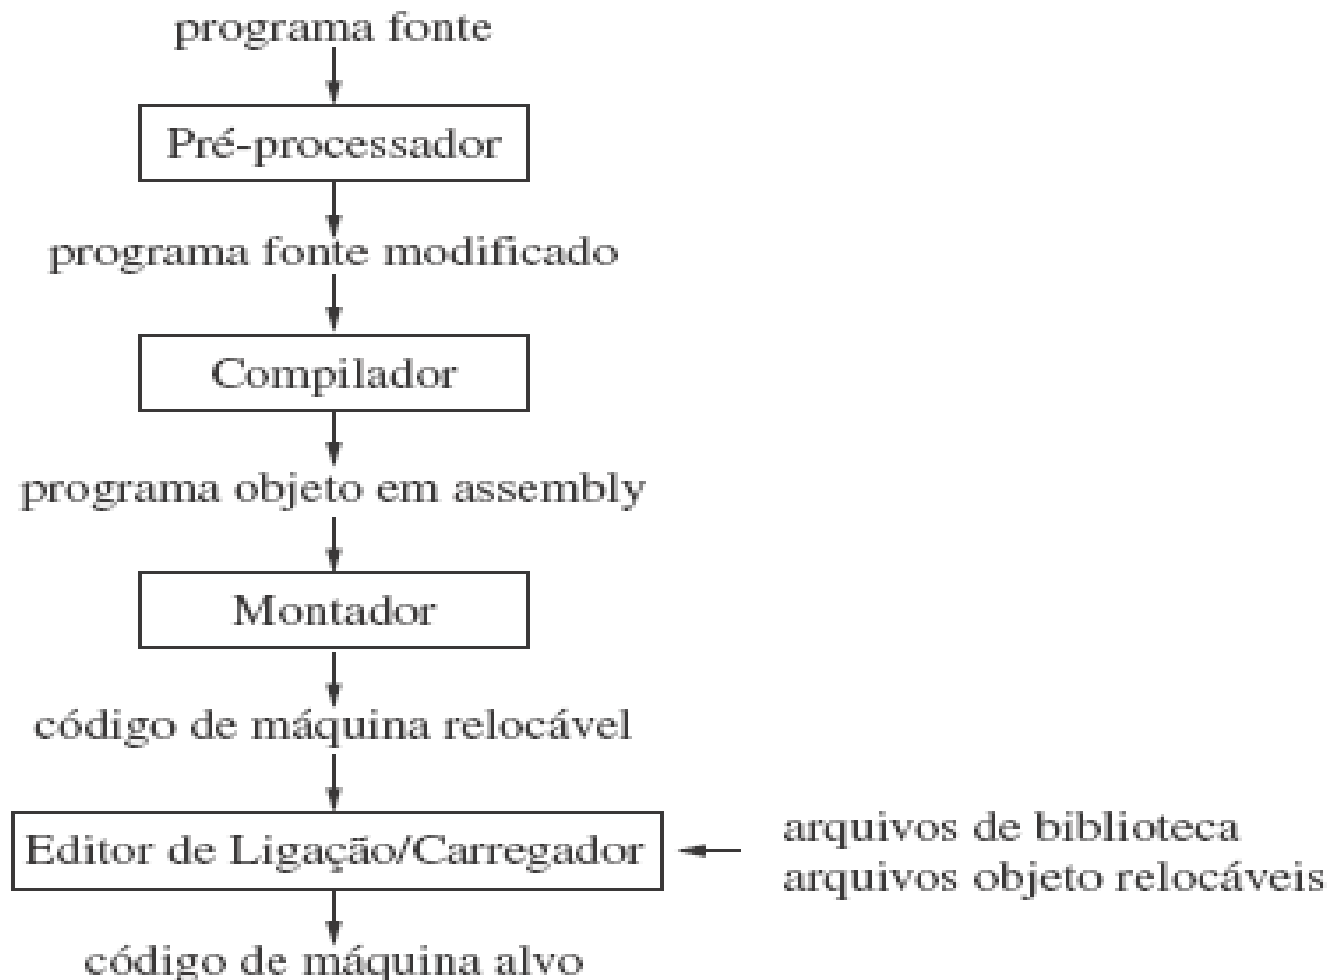 programa fonte
Pré-processador
programa fonte modificado
Compilador
programa objeto em assembly
Montador
código de máquina relocável
Editor de Ligação/Carregador
arquivos de biblioteca
arquivos objeto relocáveis
código de máquina alvo